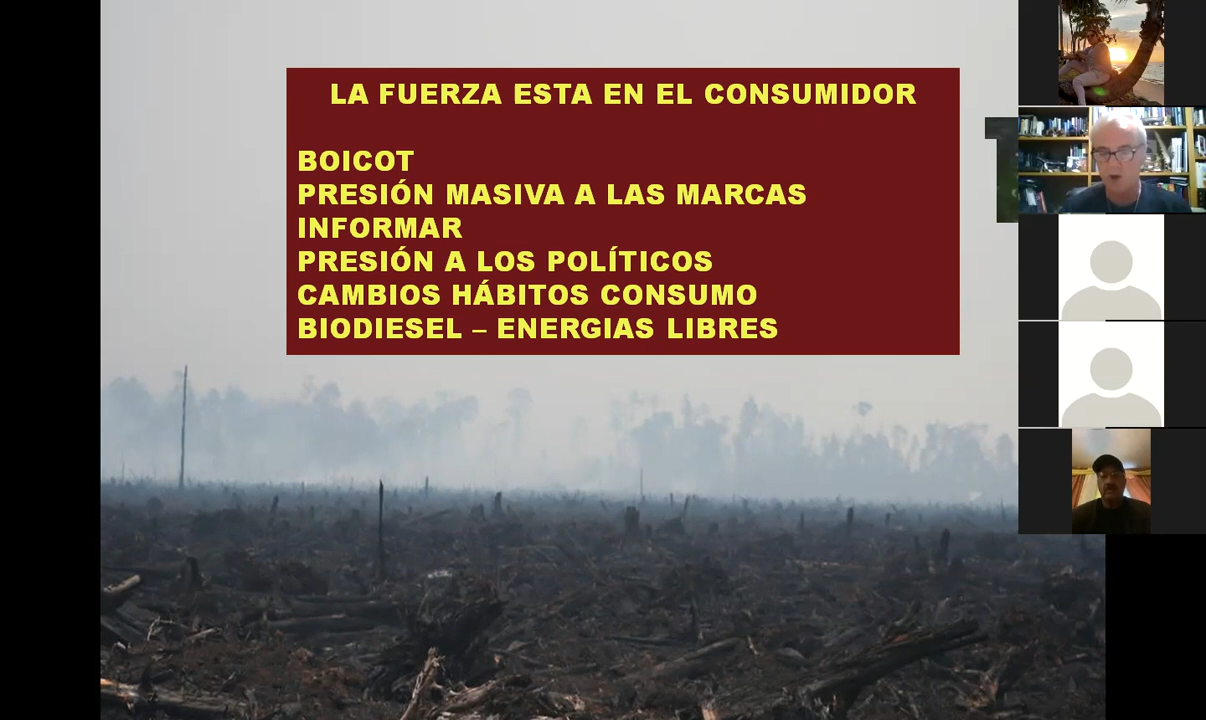 LA FUERZA ESTA EN EL CONSUMIDOR
BOICOT
PRESIÓN MASIVA A LAS MARCAS
INFORMAR
PRESIÓN A LOS POLÍTICOS
CAMBIOS HÁBITOS CONSUMO
BIODIESEL – ENERGIAS LIBRES